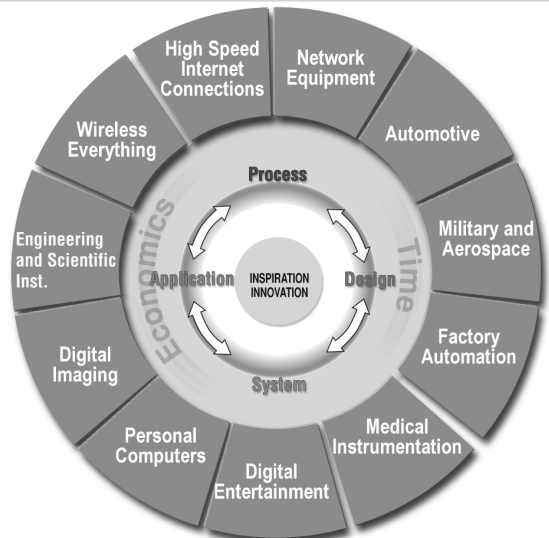 High Speed
Internet
Connections
Network
Equipment
Automotive
Military and
Aerospace
Factory
Automation
Medical
Instrumentation
Digital
Entertainment
Personal
Computers
Digital
Imaging
Engineering
and Scientific
Inst.
Wireless
Everything
Economics
Time
Process
Design
System
Application
INSPIRATION
INNOVATION